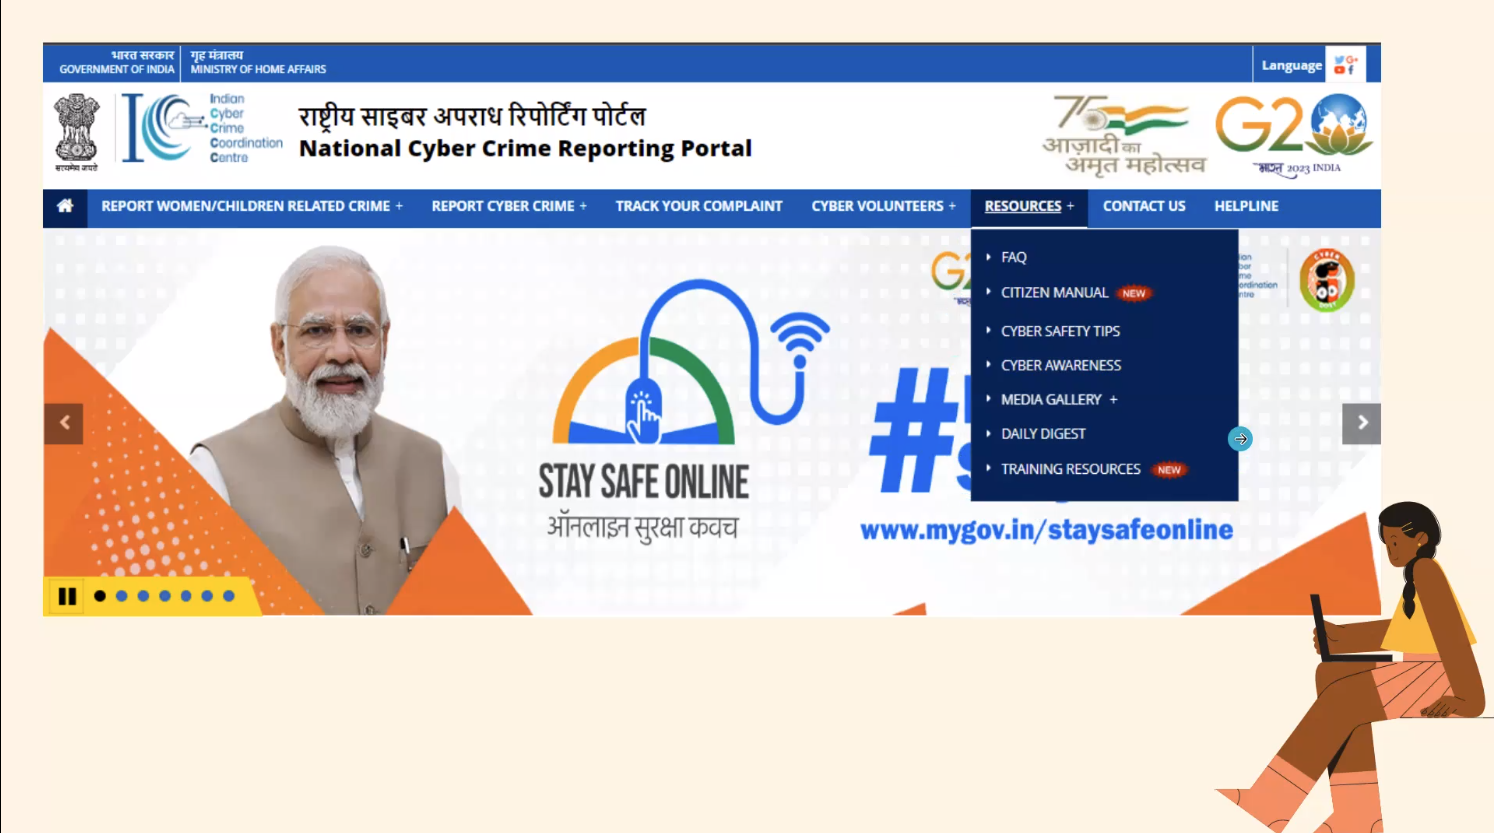 भारत सरकार
GOVERNMENT OF INDIA
गृह मंत्रालय
MINISTRY OF HOME AFFAIRS
Language
सत्यमेव जयते
Indian
Cyber
Crime
Coordination
Centre
राष्ट्रीय साइबर अपराध रिपोर्टिंग पोर्टल
National Cyber Crime Reporting Portal
75
आज़ादी का
अमृत महोत्सव
G20
भारत 2023 INDIA
REPORT WOMEN/CHILDREN RELATED CRIME +
REPORT CYBER CRIME +
TRACK YOUR COMPLAINT
CYBER VOLUNTEERS +
RESOURCES +
CONTACT US
HELPLINE
FAQ
CITIZEN MANUAL NEW
CYBER SAFETY TIPS
CYBER AWARENESS
MEDIA GALLERY +
DAILY DIGEST
TRAINING RESOURCES NEW
STAY SAFE ONLINE
ऑनलाइन सुरक्षा कवच
#
www.mygov.in/staysafeonline